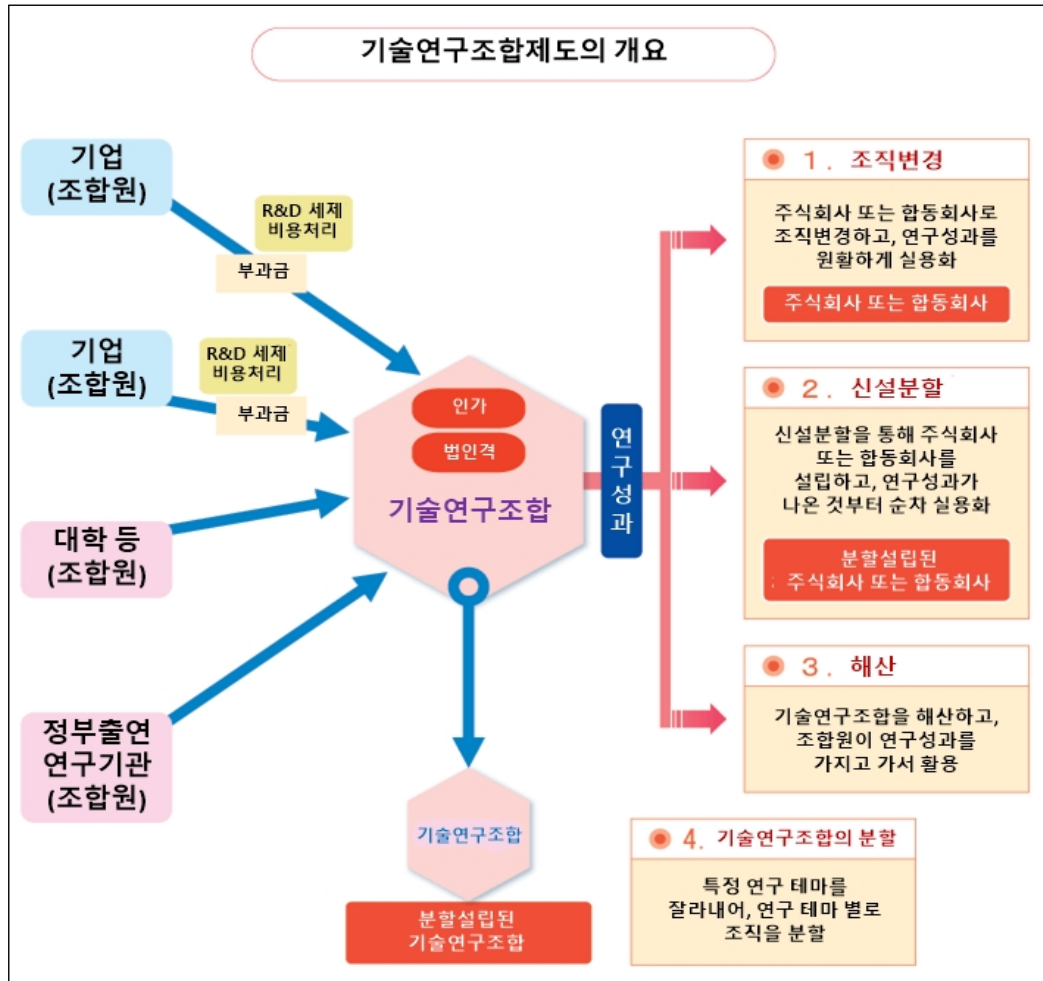 기술연구조합제도의 개요
기업
(조합원)
R&D 세제
비용처리
부과금
기업
(조합원)
R&D 세제
비용처리
부과금
대학 등
(조합원)
정부출연
연구기관
(조합원)
인가
법인격
기술연구조합
연구성과
기술연구조합
분할설립된
기술연구조합
1. 조직변경
주식회사 또는 합동회사로
조직변경하고, 연구성과를
원활하게 실용화
주식회사 또는 합동회사
2. 신설분할
신설분할을 통해 주식회사
또는 합동회사를
설립하고, 연구성과가
나온 것부터 순차 실용화
분할설립된
주식회사 또는 합동회사
3. 해산
기술연구조합을 해산하고,
조합원이 연구성과를
가지고 가서 활용
4. 기술연구조합의 분할
특정 연구 테마를
잘라내어, 연구 테마 별로
조직을 분할